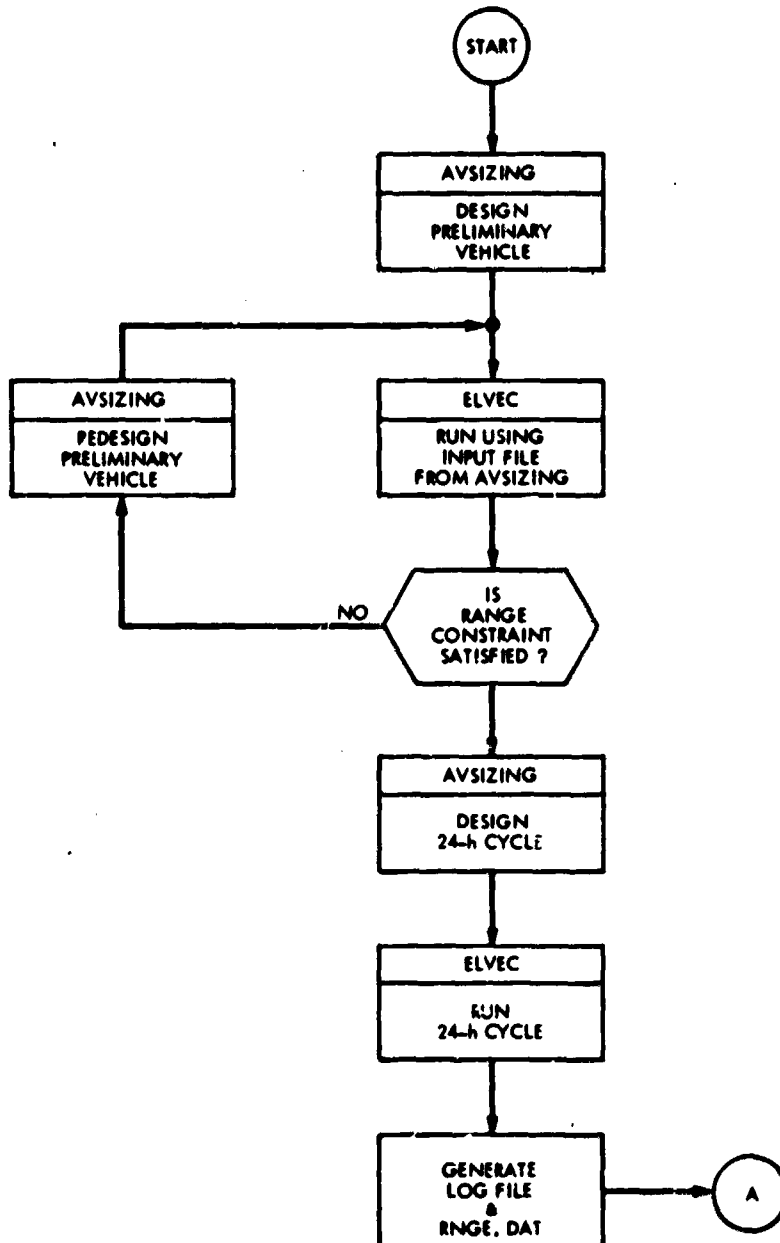 START
AVSIZING
DESIGN
PRELIMINARY
VEHICLE
AVSIZING
PEDESIGN
PRELIMINARY
VEHICLE
ELVEC
RUN USING
INPUT FILE
FROM AVSIZING
NO
IS
RANGE
CONSTRAINT
SATISFIED ?
AVSIZING
DESIGN
24-h CYCLE
ELVEC
RUN
24-h CYCLE
GENERATE
LOG FILE
&
RNGE. DAT
A